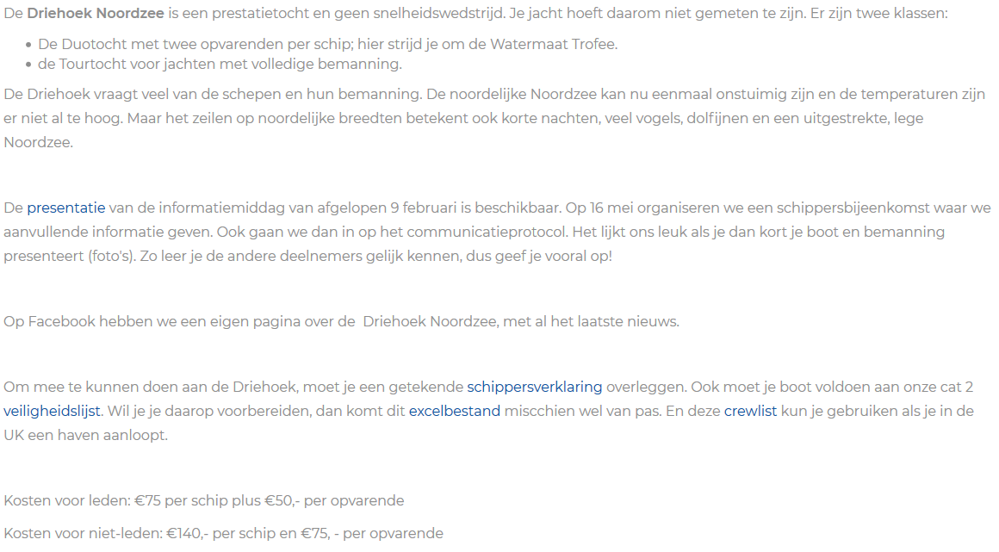 De Driehoek Noordzee is een prestatietocht en geen snelheidswedstrijd. Je jacht hoeft daarom niet gemeten te zijn. Er zijn twee klassen:
• De Duotocht met twee opvarenden per schip; hier strijd je om de Watermaat Trofee.
• de Tourtocht voor jachten met volledige bemanning.
De Driehoek vraagt veel van de schepen en hun bemanning. De noordelijke Noordzee kan nu eenmaal onstuimig zijn en de temperaturen zijn
er niet al te hoog. Maar het zeilen op noordelijke breedten betekent ook korte nachten, veel vogels, dolfijnen en een uitgestrekte, lege
Noordzee.
De presentatie van de informatiemiddag van afgelopen 9 februari is beschikbaar. Op 16 mei organiseren we een schippersbijeenkomst waar we
aanvullende informatie geven. Ook gaan we dan in op het communicatieprotocol. Het lijkt ons leuk als je dan kort je boot en bemanning
presenteert (foto's). Zo leer je de andere deelnemers gelijk kennen, dus geef je vooral op!
Op Facebook hebben we een eigen pagina over de  Driehoek Noordzee, met al het laatste nieuws.
Om mee te kunnen doen aan de Driehoek, moet je een getekende schippersverklaring overleggen. Ook moet je boot voldoen aan onze cat 2
veiligheidslijst. Wil je je daarop voorbereiden, dan komt dit excelbestand miscchien wel van pas. En deze crewlist kun je gebruiken als je in de
UK een haven aanloopt.
Kosten voor leden: €75 per schip plus €50,- per opvarende
Kosten voor niet-leden: €140,- per schip en €75, - per opvarende